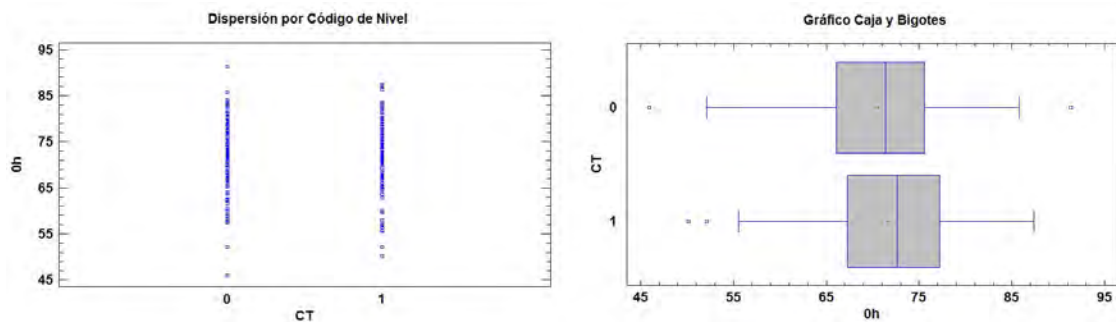 Dispersión por Código de Nivel
95
85
75
65
55
45
0h
0 1
CT
Gráfico Caja y Bigotes
0
1
CT
45 55 65 75 85 95
0h